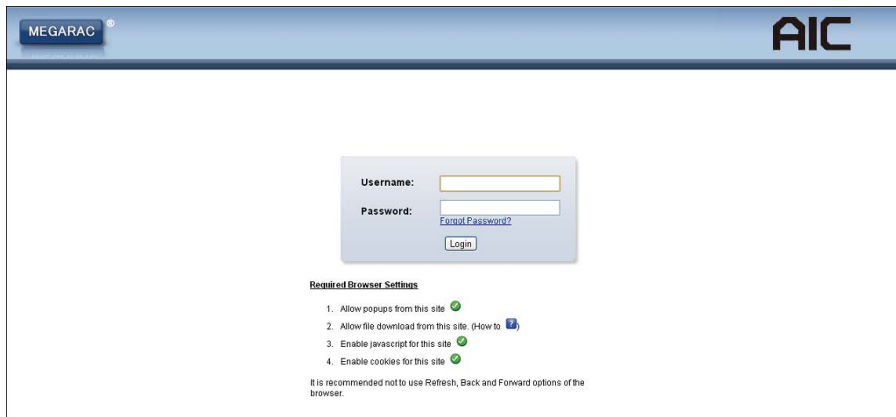 MEGARAC ®
AIC
Username:
Password:
Forgot Password?
Login
Required Browser Settings
1. Allow popups from this site
2. Allow file download from this site. (How to ?)
3. Enable javascript for this site
4. Enable cookies for this site
It is recommended not to use Refresh, Back and Forward options of the
browser.